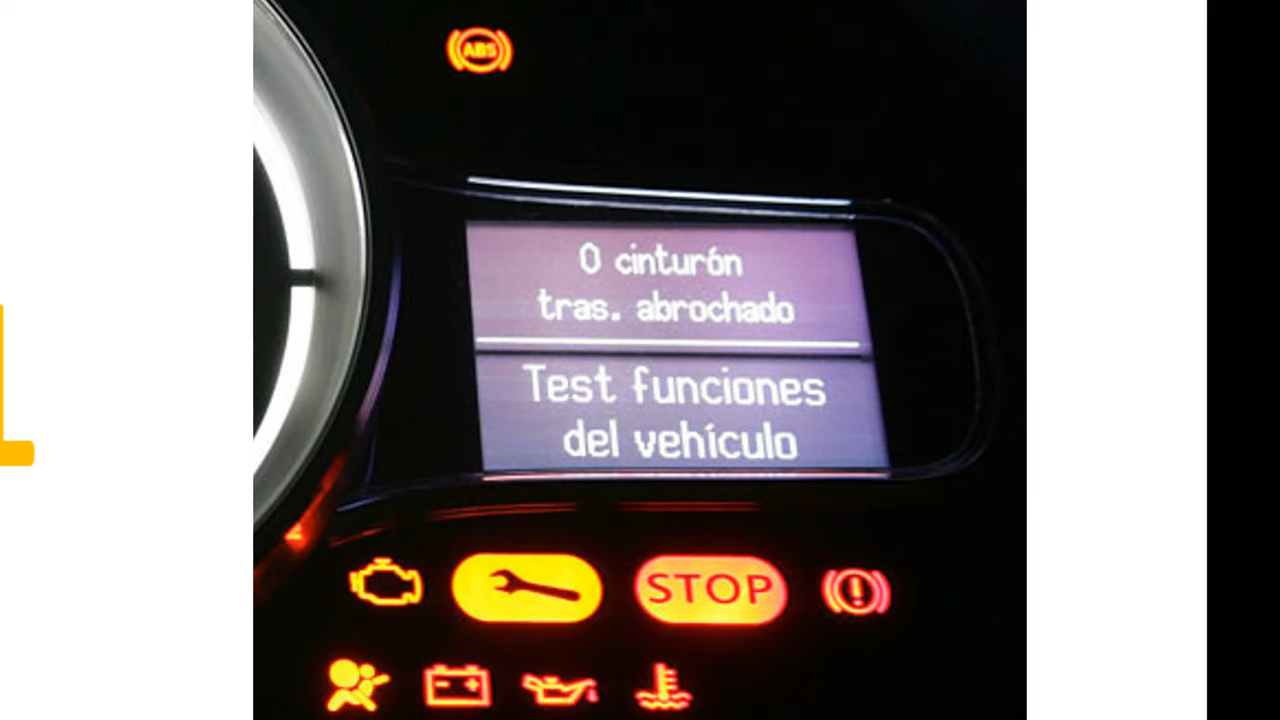 ABS
0 cinturón
tras. abrochado
Test funciones
del vehículo
STOP